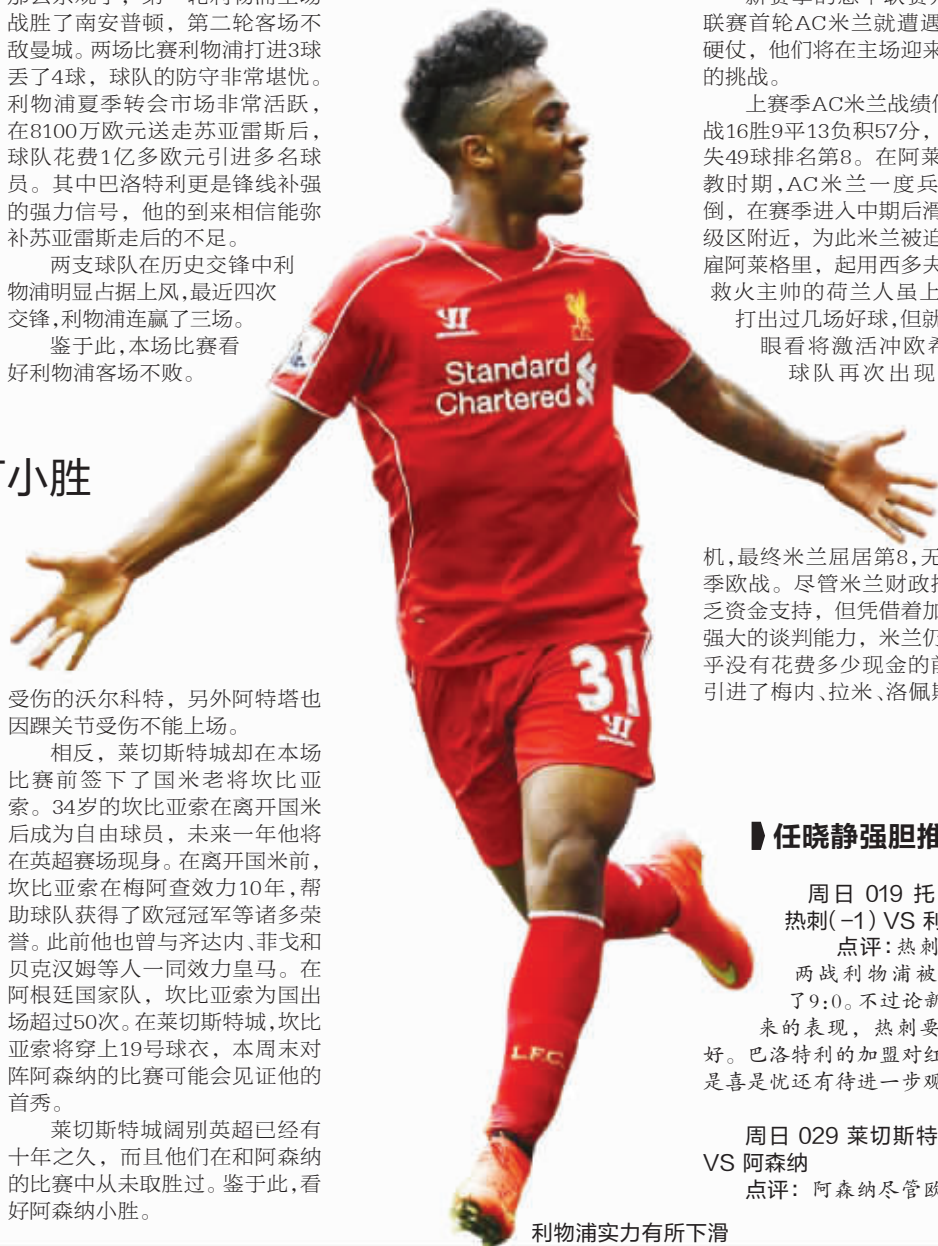 战胜了南安普顿，第二轮客场不
敌曼城。两场比赛利物浦打进3球
丢了4球，球队的防守非常堪忧。
利物浦夏季转会市场非常活跃，
在8100万欧元送走苏亚雷斯后，
球队花费1亿多欧元引进多名球
员。其中巴洛特利更是锋线补强
的强力信号，他的到来相信能弥
补苏亚雷斯走后的不足。
两支球队在历史交锋中利
物浦明显占据上风，最近四次
交锋，利物浦连赢了三场。
鉴于此，本场比赛看
好利物浦客场不败。
小胜
受伤的沃尔科特，另外阿特塔也
因踝关节受伤不能上场。
相反，莱切斯特城却在本场
比赛前签下了国米老将坎比亚
索。34岁的坎比亚索在离开国米
后成为自由球员，未来一年他将
在英超赛场现身。在离开国米前，
坎比亚索在梅阿查效力10年，帮
助球队获得了欧冠冠军等诸多荣
誉。此前他也曾与齐达内、菲戈和
贝克汉姆等人一同效力皇马。在
阿根廷国家队，坎比亚索为国出
场超过50次。在莱切斯特城，坎比
亚索将穿上19号球衣，本周末对
阵阿森纳的比赛可能会见证他的
首秀。
莱切斯特城阔别英超已经有
十年之久，而且他们在和阿森纳
的比赛中从未取胜过。鉴于此，看
好阿森纳小胜。
Standard
Chartered
31
L.F.C.
利物浦实力有所下滑
联赛首轮AC米兰就遭遇
硬仗，他们将在主场迎来
的挑战。
上赛季AC米兰战绩
战16胜9平13负积57分，
失49球排名第8。在阿莱
教时期，AC米兰一度兵
倒，在赛季进入中期后滑
级区附近，为此米兰被迫
雇阿莱格里，起用西多夫
救火主帅的荷兰人虽上
打出过几场好球，但就
眼看将激活冲欧希
球队再次出现
机，最终米兰屈居第8，无
季欧战。尽管米兰财政
乏资金支持，但凭借着加
强大的谈判能力，米兰仍
乎没有花费多少现金的前
引进了梅内、拉米、洛佩斯
任晓静强胆推
周日 019 托
热刺(-1) VS 利
点评：热刺
两战利物浦被
了9:0。不过论新
来的表现，热刺要
好。巴洛特利的加盟对红
是喜是忧还有待进一步观
周日 029 莱切斯特
VS 阿森纳
点评：阿森纳尽管欧